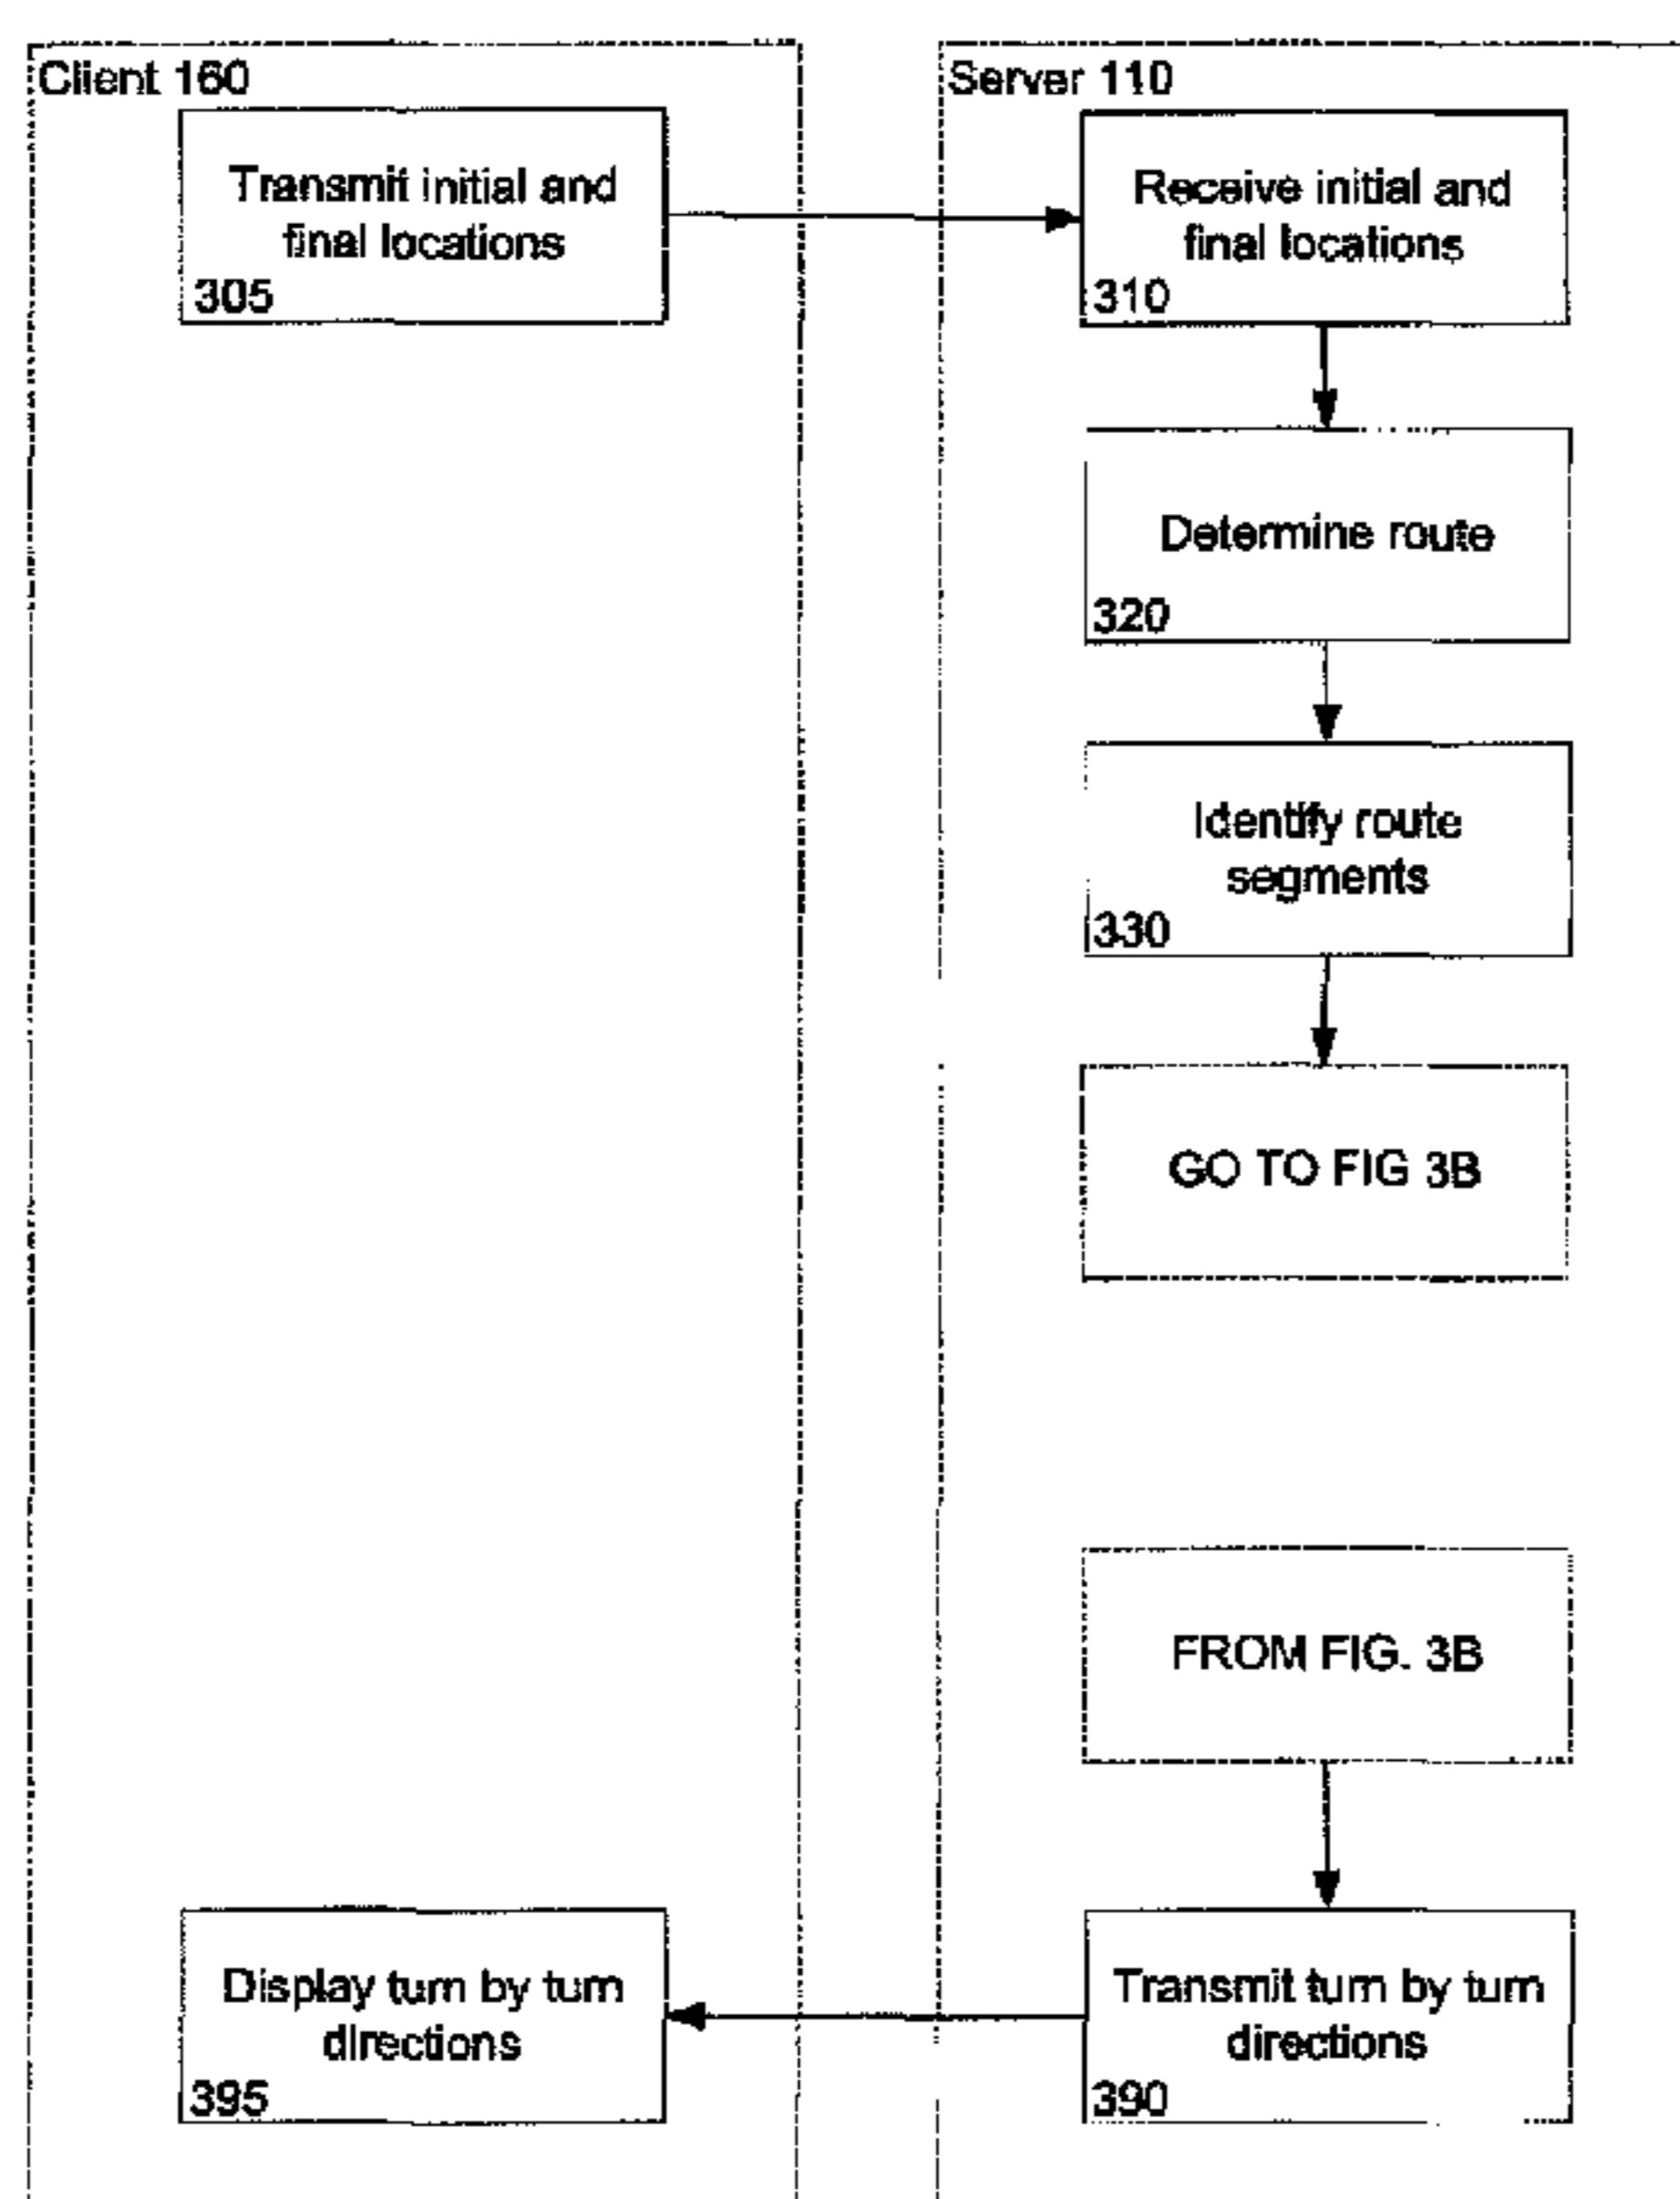 Client 160
Transmit initial and
final locations
305
Server 110
Receive initial and
final locations
310
Determine route
320
Identify route
segments
330
GO TO FIG 3B
FROM FIG. 3B
Transmit turn by turn
directions
390
Display turn by turn
directions
395